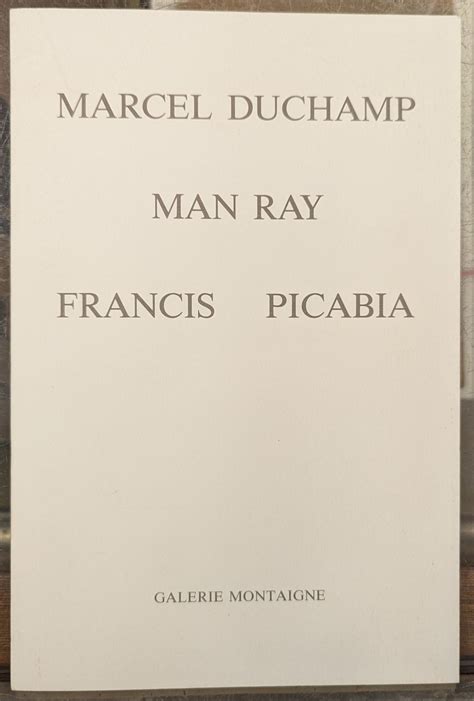 MARCEL DUCHAMP
MAN RAY
FRANCIS PICABIA
GALERIE MONTAIGNE